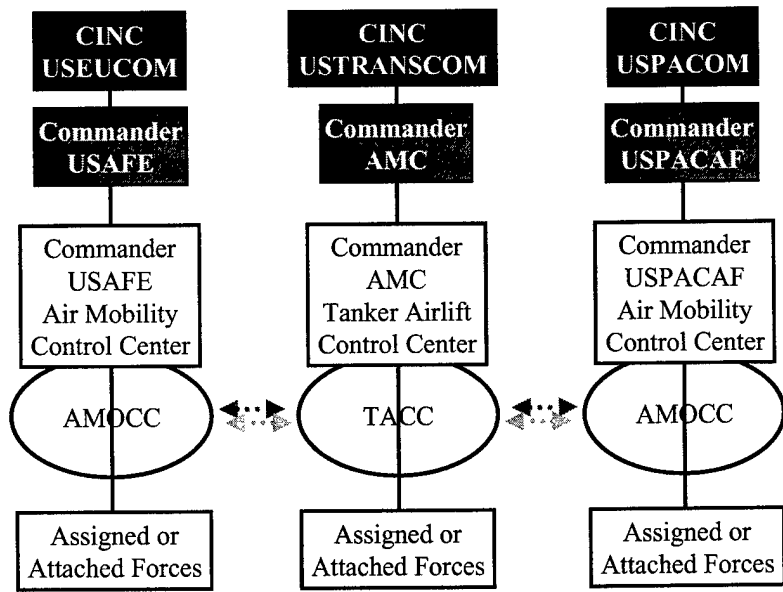 CINC
USEUCOM
CINC
USTRANSCOM
CINC
USPACOM
Commander
USAFE
Commander
AMC
Commander
USPACAF
Commander
USAFE
Air Mobility
Control Center
Commander
AMC
Tanker Airlift
Control Center
Commander
USPACAF
Air Mobility
Control Center
AMOCC
TACC
AMOCC
Assigned or
Attached Forces
Assigned or
Attached Forces
Assigned or
Attached Forces